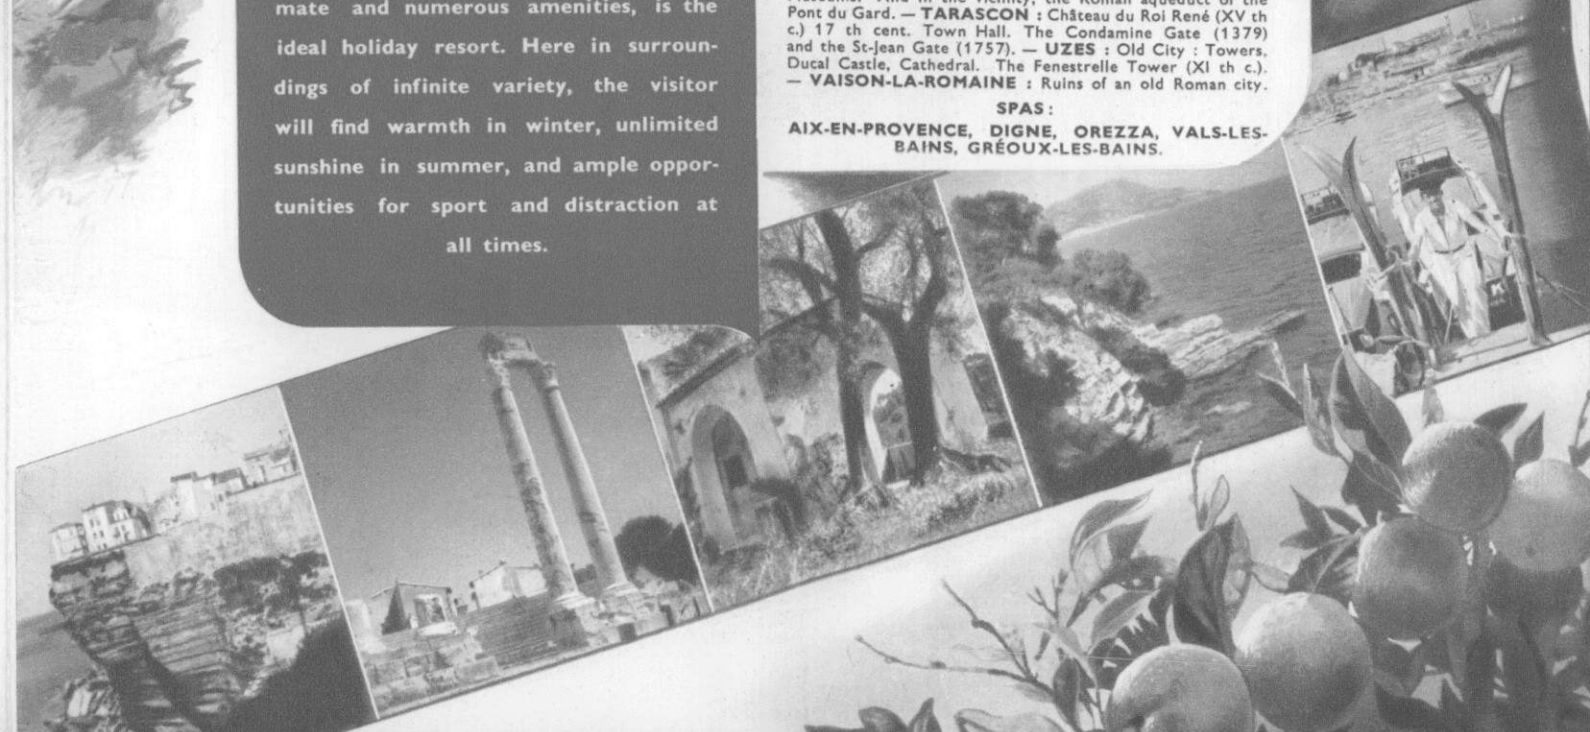 mate and numerous amenities, is the
ideal holiday resort. Here in surroun-
dings of infinite variety, the visitor
will find warmth in winter, unlimited
sunshine in summer, and ample oppor-
tunities for sport and distraction at
all times.
the Roman aqueduct of the
Pont du Gard. — TARASCON : Château du Roi René (XV th
c.) 17 th cent. Town Hall. The Condamine Gate (1379)
and the St-Jean Gate (1757). — UZES : Old City : Towers,
Ducal Castle, Cathedral. The Fenestrelle Tower (XI th c.).
— VAISON-LA-ROMAINE : Ruins of an old Roman city.
SPAS :
AIX-EN-PROVENCE, DIGNE, OREZZA, VALS-LES-
BAINS, GRÉOUX-LES-BAINS.